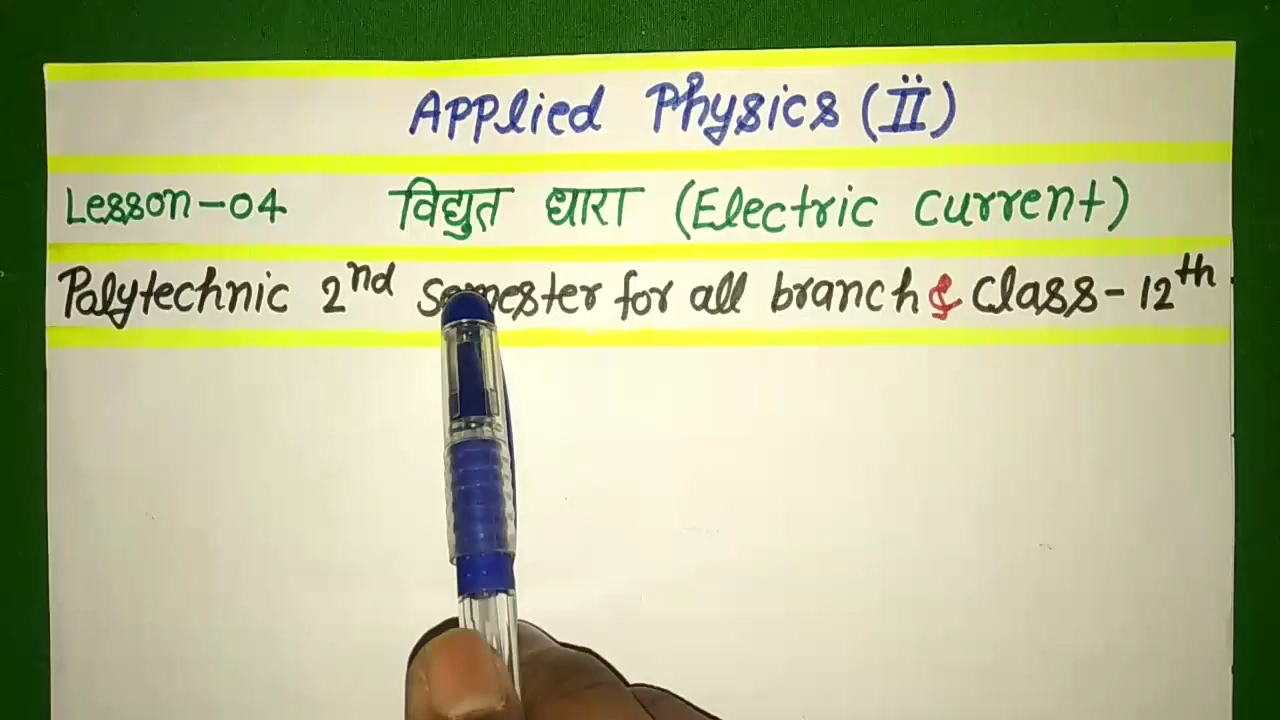 Applied Physics (II)
Lesson-04 विद्युत धारा (Electric current)
Polytechnic 2nd semester for all branch & Class-12th